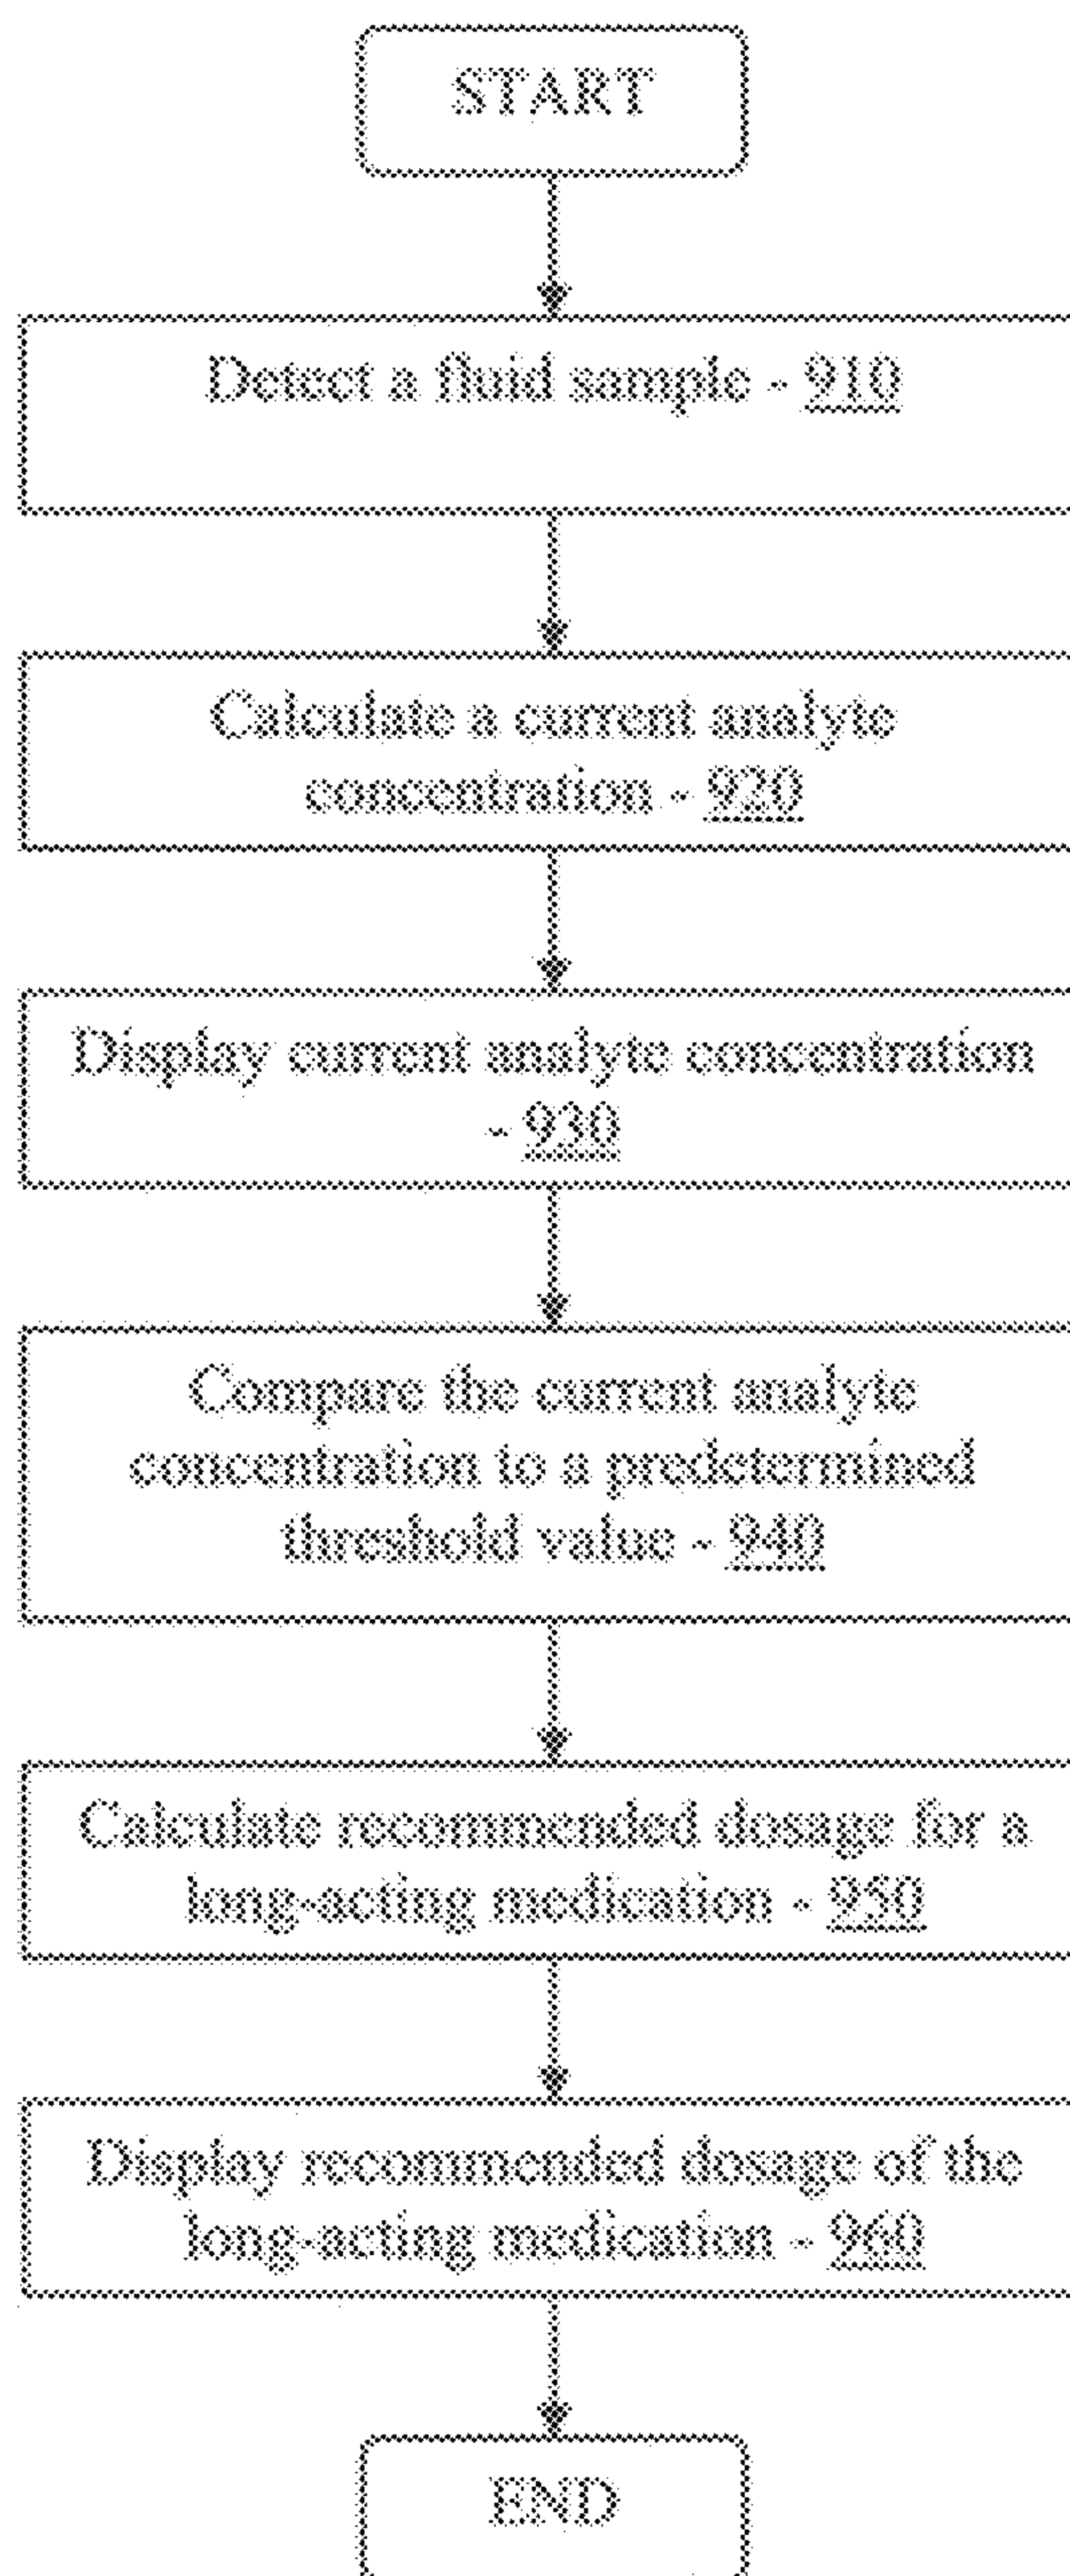 START
Detect a fluid sample - 910
Calculate a current analyte
concentration - 920
Display current analyte concentration
- 930
Compare the current analyte
concentration to a predetermined
threshold value - 940
Calculate recommended dosage for a
long-acting medication - 950
Display recommended dosage of the
long-acting medication - 960
END